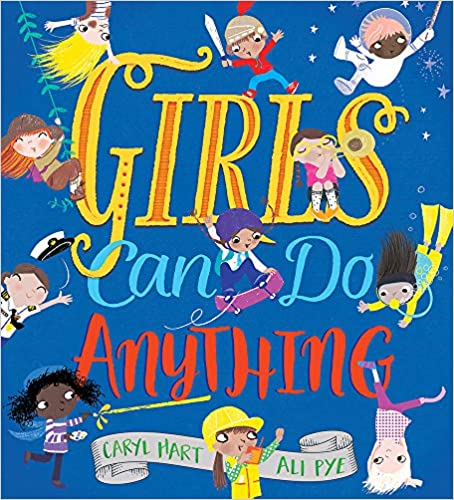 GIRLS
Can Do
ANYTHING
CARYL HART ALI PYE